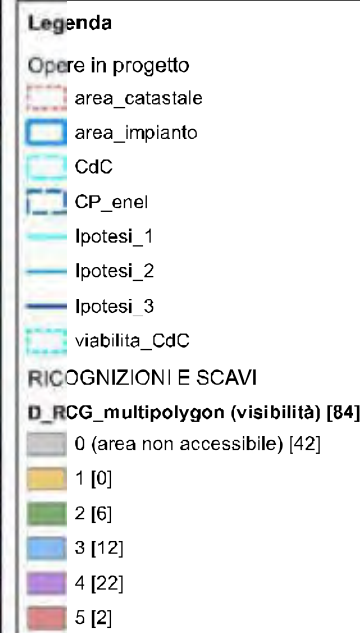 Legenda
Opere in progetto
area_catastale
area_impianto
CdC
CP_enel
Ipotesi_1
Ipotesi_2
Ipotesi_3
viabilita_CdC
RICOGNIZIONI E SCAVI
D_RCG_multipolygon (visibilità) [84]
0 (area non accessibile) [42]
1 [0]
2 [6]
3 [12]
4 [22]
5 [2]